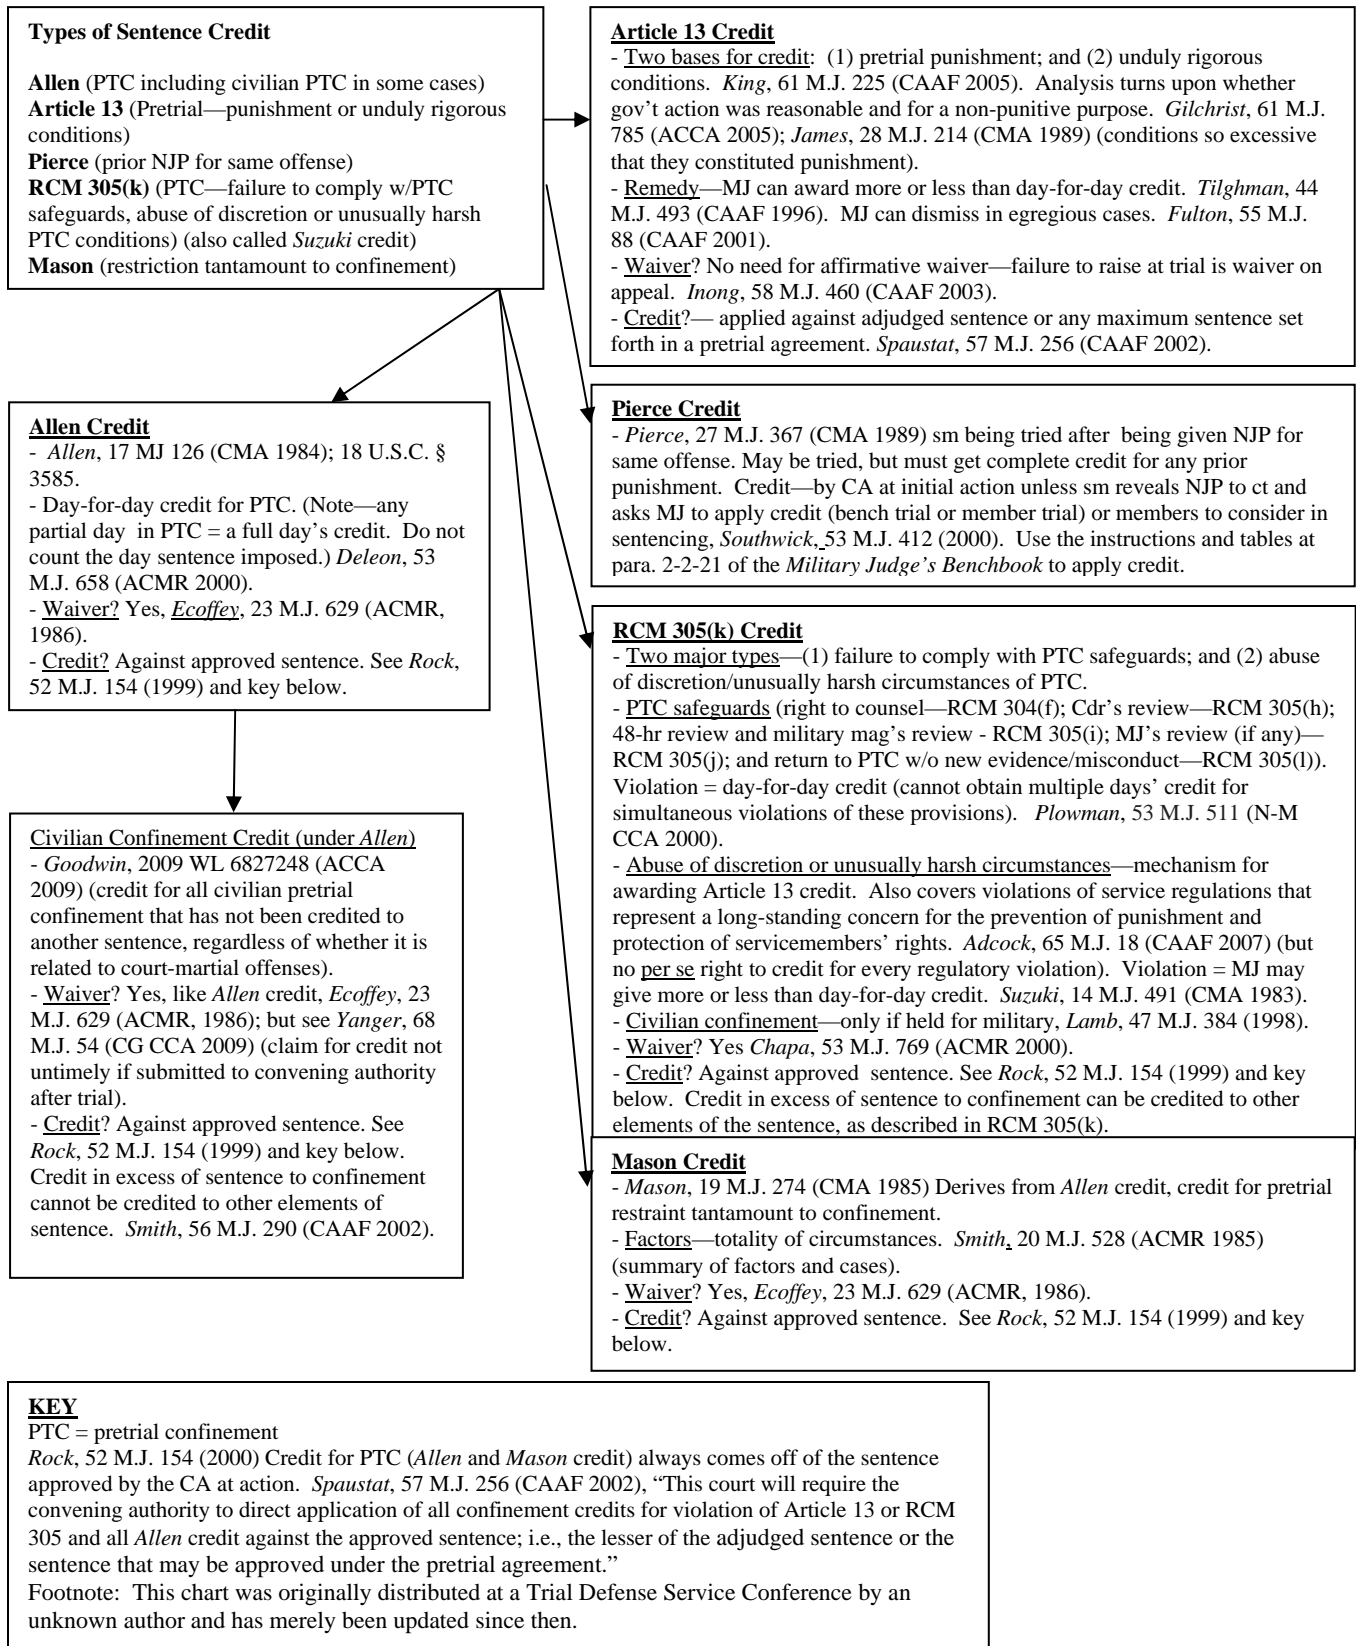 Types of Sentence Credit
Allen (PTC including civilian PTC in some cases)
Article 13 (Pretrial—punishment or unduly rigorous
conditions)
Pierce (prior NJP for same offense)
RCM 305(k) (PTC—failure to comply w/PTC
safeguards, abuse of discretion or unusually harsh
PTC conditions) (also called Suzuki credit)
Mason (restriction tantamount to confinement)
Article 13 Credit
- Two bases for credit:  (1) pretrial punishment; and (2) unduly rigorous
conditions.  King, 61 M.J. 225 (CAAF 2005).  Analysis turns upon whether
gov't action was reasonable and for a non-punitive purpose.  Gilchrist, 61 M.J.
785 (ACCA 2005); James, 28 M.J. 214 (CMA 1989) (conditions so excessive
that they constituted punishment).
- Remedy—MJ can award more or less than day-for-day credit.  Tilghman, 44
M.J. 493 (CAAF 1996).  MJ can dismiss in egregious cases.  Fulton, 55 M.J.
88 (CAAF 2001).
- Waiver? No need for affirmative waiver—failure to raise at trial is waiver on
appeal.  Inong, 58 M.J. 460 (CAAF 2003).
- Credit?— applied against adjudged sentence or any maximum sentence set
forth in a pretrial agreement. Spaustat, 57 M.J. 256 (CAAF 2002).
Allen Credit
-  Allen, 17 MJ 126 (CMA 1984); 18 U.S.C. §
3585.
- Day-for-day credit for PTC. (Note—any
partial day  in PTC = a full day's credit.  Do not
count the day sentence imposed.) Deleon, 53
M.J. 658 (ACMR 2000).
- Waiver? Yes, Ecoffey, 23 M.J. 629 (ACMR,
1986).
- Credit? Against approved sentence. See Rock,
52 M.J. 154 (1999) and key below.
Pierce Credit
- Pierce, 27 M.J. 367 (CMA 1989) sm being tried after  being given NJP for
same offense. May be tried, but must get complete credit for any prior
punishment.  Credit—by CA at initial action unless sm reveals NJP to ct and
asks MJ to apply credit (bench trial or member trial) or members to consider in
sentencing, Southwick, 53 M.J. 412 (2000).  Use the instructions and tables at
para. 2-2-21 of the Military Judge's Benchbook to apply credit.
Civilian Confinement Credit (under Allen)
- Goodwin, 2009 WL 6827248 (ACCA
2009) (credit for all civilian pretrial
confinement that has not been credited to
another sentence, regardless of whether it is
related to court-martial offenses).
- Waiver? Yes, like Allen credit, Ecoffey, 23
M.J. 629 (ACMR, 1986); but see Yanger, 68
M.J. 54 (CG CCA 2009) (claim for credit not
untimely if submitted to convening authority
after trial).
- Credit? Against approved sentence. See
Rock, 52 M.J. 154 (1999) and key below.
Credit in excess of sentence to confinement
cannot be credited to other elements of
sentence.  Smith, 56 M.J. 290 (CAAF 2002).
RCM 305(k) Credit
- Two major types—(1) failure to comply with PTC safeguards; and (2) abuse
of discretion/unusually harsh circumstances of PTC.
- PTC safeguards (right to counsel—RCM 304(f); Cdr's review—RCM 305(h);
48-hr review and military mag's review - RCM 305(i); MJ's review (if any)—
RCM 305(j); and return to PTC w/o new evidence/misconduct—RCM 305(l)).
Violation = day-for-day credit (cannot obtain multiple days' credit for
simultaneous violations of these provisions).   Plowman, 53 M.J. 511 (N-M
CCA 2000).
- Abuse of discretion or unusually harsh circumstances—mechanism for
awarding Article 13 credit.  Also covers violations of service regulations that
represent a long-standing concern for the prevention of punishment and
protection of servicemembers' rights.  Adcock, 65 M.J. 18 (CAAF 2007) (but
no per se right to credit for every regulatory violation).  Violation = MJ may
give more or less than day-for-day credit.  Suzuki, 14 M.J. 491 (CMA 1983).
- Civilian confinement—only if held for military, Lamb, 47 M.J. 384 (1998).
- Waiver? Yes Chapa, 53 M.J. 769 (ACMR 2000).
- Credit? Against approved  sentence. See Rock, 52 M.J. 154 (1999) and key
below.  Credit in excess of sentence to confinement can be credited to other
elements of the sentence, as described in RCM 305(k).
Mason Credit
- Mason, 19 M.J. 274 (CMA 1985) Derives from Allen credit, credit for pretrial
restraint tantamount to confinement.
- Factors—totality of circumstances.  Smith, 20 M.J. 528 (ACMR 1985)
(summary of factors and cases).
- Waiver? Yes, Ecoffey, 23 M.J. 629 (ACMR, 1986).
- Credit? Against approved sentence.  See Rock, 52 M.J. 154 (1999) and key
below.
KEY
PTC = pretrial confinement
Rock, 52 M.J. 154 (2000) Credit for PTC (Allen and Mason credit) always comes off of the sentence
approved by the CA at action.  Spaustat, 57 M.J. 256 (CAAF 2002), “This court will require the
convening authority to direct application of all confinement credits for violation of Article 13 or RCM
305 and all Allen credit against the approved sentence; i.e., the lesser of the adjudged sentence or the
sentence that may be approved under the pretrial agreement.”
Footnote:  This chart was originally distributed at a Trial Defense Service Conference by an
unknown author and has merely been updated since then.